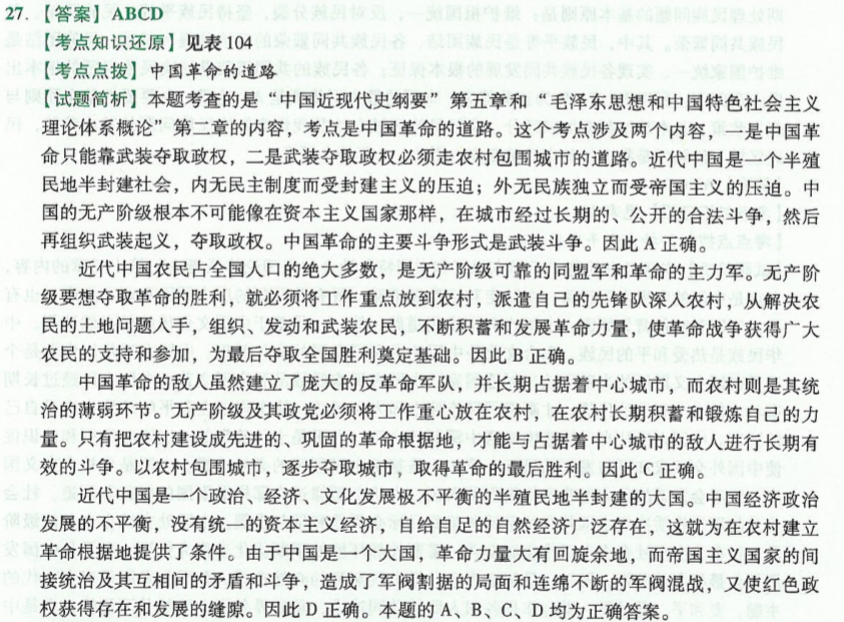 27. 【答案】ABCD
【考点知识还原】见表 104
【考点点拨】中国革命的道路
【试题简析】本题考查的是“中国近现代史纲要”第五章和“毛泽东思想和中国特色社会主义
理论体系概论”第二章的内容，考点是中国革命的道路。这个考点涉及两个内容，一是中国革
命只能靠武装夺取政权，二是武装夺取政权必须走农村包围城市的道路。近代中国是一个半殖
民地半封建社会，内无民主制度而受封建主义的压迫；外无民族独立而受帝国主义的压迫。中
国的无产阶级根本不可能像在资本主义国家那样，在城市经过长期的、公开的合法斗争，然后
再组织武装起义，夺取政权。中国革命的主要斗争形式是武装斗争。因此 A 正确。
近代中国农民占全国人口的绝大多数，是无产阶级可靠的同盟军和革命的主力军。无产阶
级要想夺取革命的胜利，就必须将工作重点放到农村，派遣自己的先锋队深入农村，从解决农
民的土地问题入手，组织、发动和武装农民，不断积蓄和发展革命力量，使革命战争获得广大
农民的支持和参加，为最后夺取全国胜利奠定基础。因此 B 正确。
中国革命的敌人虽然建立了庞大的反革命军队，并长期占据着中心城市，而农村则是其统
治的薄弱环节。无产阶级及其政党必须将工作重心放在农村，在农村长期积蓄和锻炼自己的力
量。只有把农村建设成先进的、巩固的革命根据地，才能与占据着中心城市的敌人进行长期有
效的斗争。以农村包围城市，逐步夺取城市，取得革命的最后胜利。因此 C 正确。
近代中国是一个政治、经济、文化发展极不平衡的半殖民地半封建的大国。中国经济政治
发展的不平衡，没有统一的资本主义经济，自给自足的自然经济广泛存在，这就为在农村建立
革命根据地提供了条件。由于中国是一个大国，革命力量大有回旋余地，而帝国主义国家的间
接统治及其互相间的矛盾和斗争，造成了军阀割据的局面和连绵不断的军阀混战，又使红色政
权获得存在和发展的缝隙。因此 D 正确。本题的 A、B、C、D 均为正确答案。